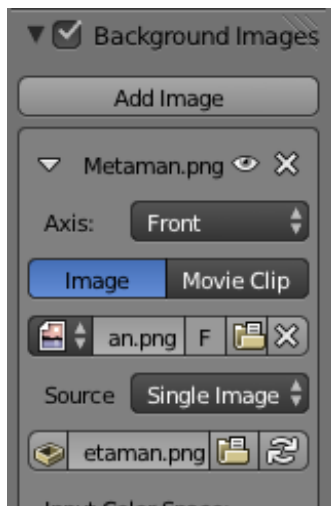 Background Images
Add Image
Metaman.png
Axis: Front
Image Movie Clip
an.png F
Source Single Image
etaman.png